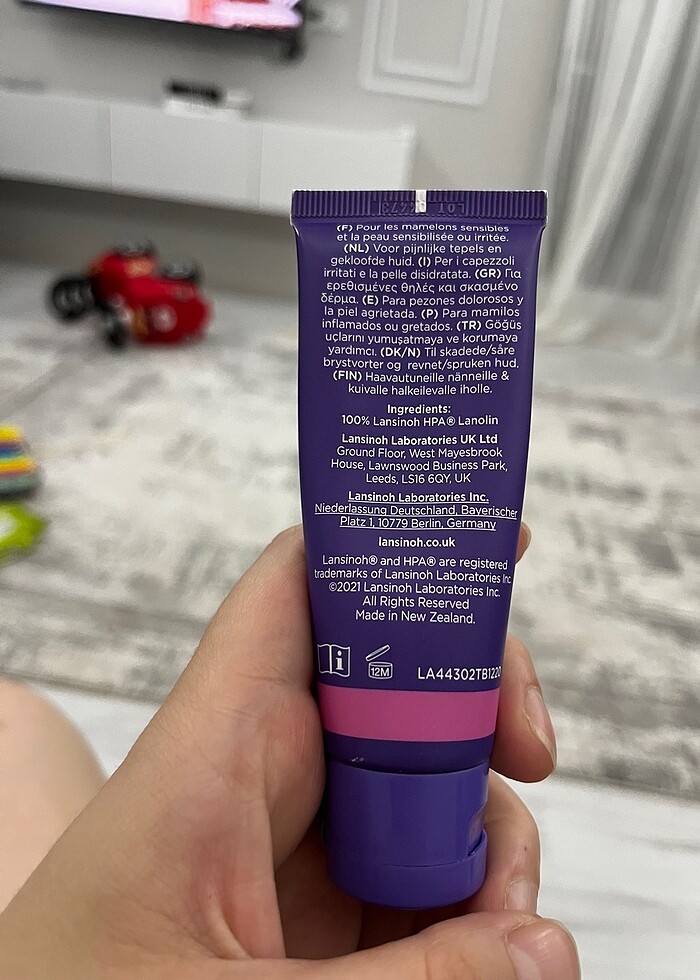 (F) Pour les mamelons sensibles
et la peau sensibilisée ou irritée.
(NL) Voor pijnlijke tepels en
gekloofde huid. (I) Per i capezzoli
irritati e la pelle disidratata. (GR) Για
ερεθισμένες θηλές και σκασμένο
δέρμα. (E) Para pezones dolorosos y
la piel agrietada. (P) Para mamilos
inflamados ou gretados. (TR) Göğüs
uçlarını yumuşatmaya ve korumaya
yardımcı. (DK/N) Til skadede/såre
brystvorter og revnet/sprukken hud.
(FIN) Haavautuneille nänneille &
kuivalle halkeilevalle iholle.
Ingredients:
100% Lansinoh HPA® Lanolin
Lansinoh Laboratories UK Ltd
Ground Floor, West Mayesbrook
House, Lawnswood Business Park,
Leeds, LS16 6QY, UK
Lansinoh Laboratories Inc.
Niederlassung Deutschland, Bayerischer
Platz 1, 10779 Berlin, Germany
lansinoh.co.uk
Lansinoh® and HPA® are registered
trademarks of Lansinoh Laboratories Inc.
©2021 Lansinoh Laboratories Inc.
All Rights Reserved
Made in New Zealand.
12M
LA44302TB1220